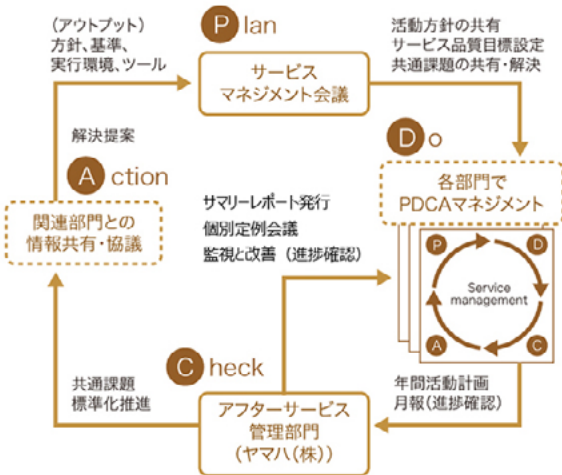 (アウトプット)
方針、基準、
実行環境、ツール
Plan
サービス
マネジメント会議
活動方針の共有
サービス品質目標設定
共通課題の共有・解決
解決提案
Action
関連部門との
情報共有・協議
Do
各部門で
PDCAマネジメント
サマリーレポート発行
個別定例会議
監視と改善(進捗確認)
P
D
Service
management
A
C
Check
共通課題
標準化推進
アフターサービス
管理部門
(ヤマハ(株))
年間活動計画
月報(進捗確認)